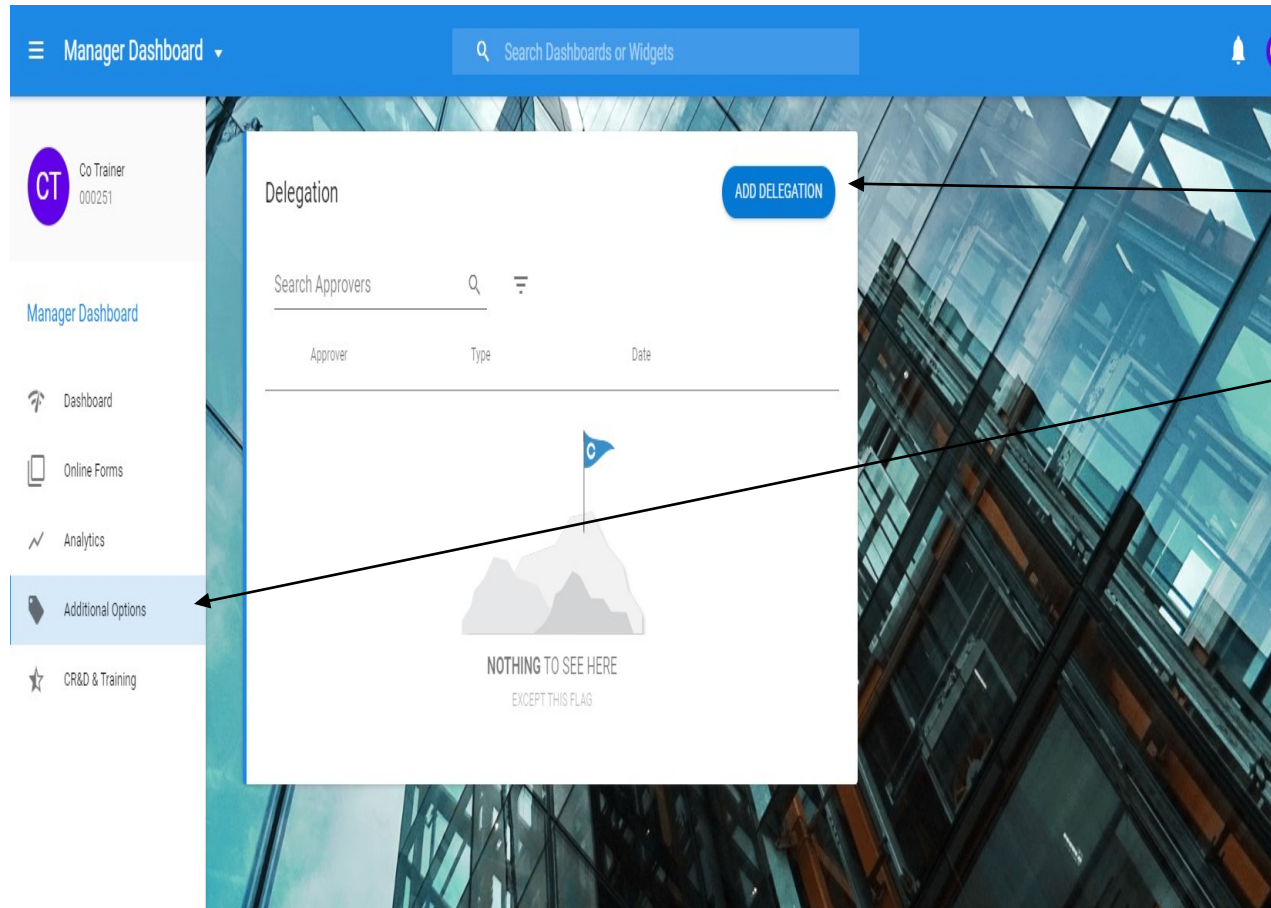 Manager Dashboard
Search Dashboards or Widgets
CT
Co Trainer
000251
Manager Dashboard
Dashboard
Online Forms
Analytics
Additional Options
CR&D & Training
Delegation
ADD DELEGATION
Search Approvers
Approver Type Date
C
NOTHING TO SEE HERE
EXCEPT THIS FLAG